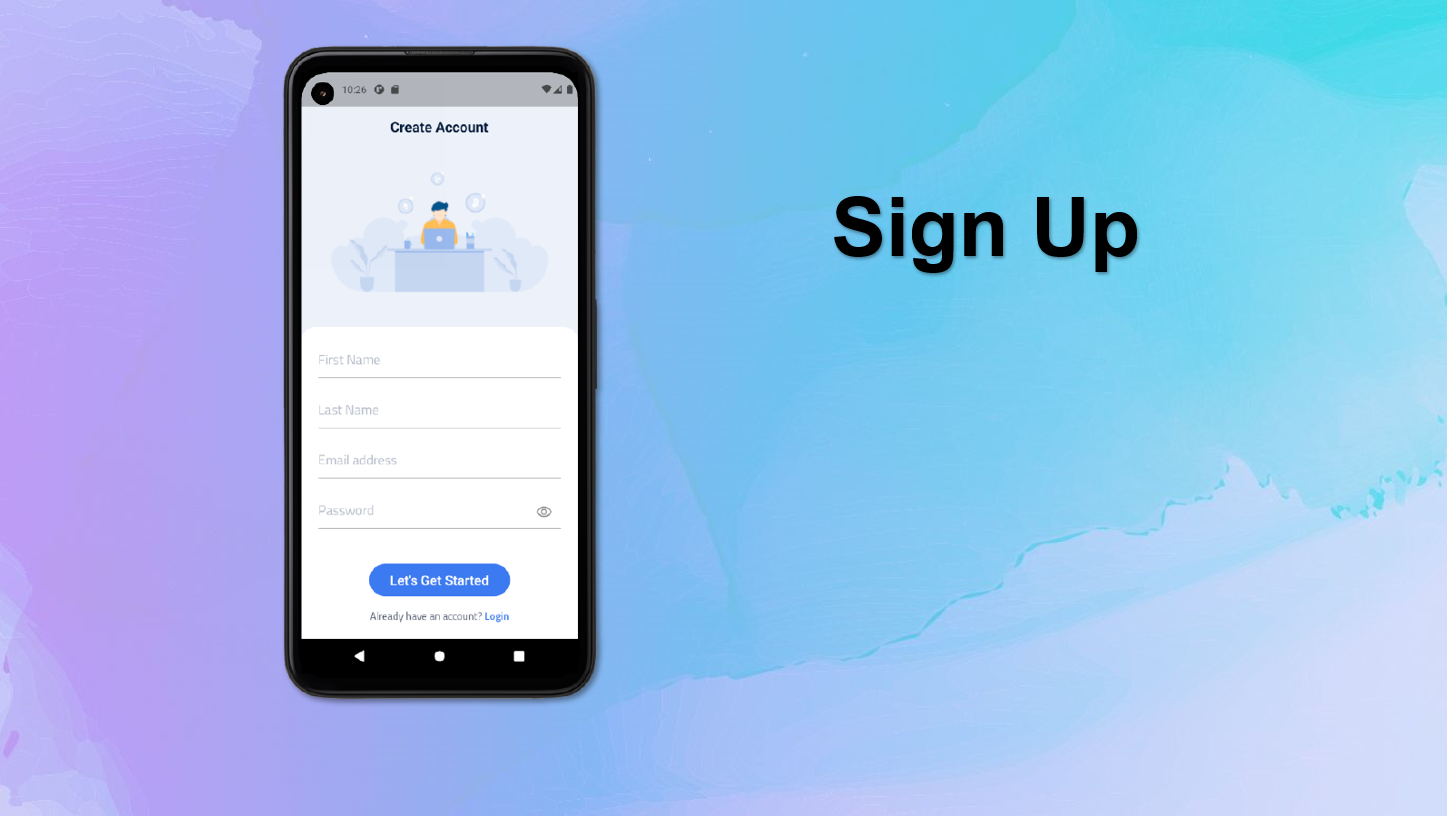 10:26
Create Account
First Name
Last Name
Email address
Password
Let's Get Started
Already have an account? Login
Sign Up